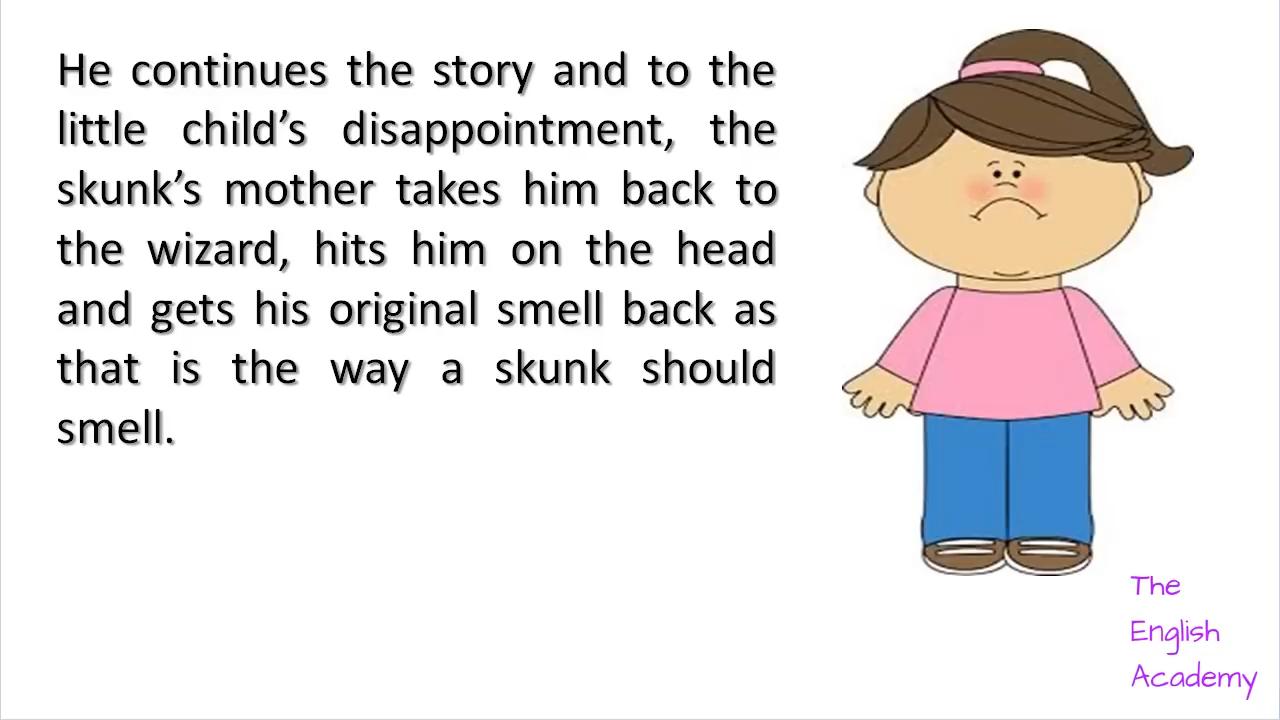 He continues the story and to the
little child’s disappointment, the
skunk’s mother takes him back to
the wizard, hits him on the head
and gets his original smell back as
that is the way a skunk should
smell.
The
English
Academy